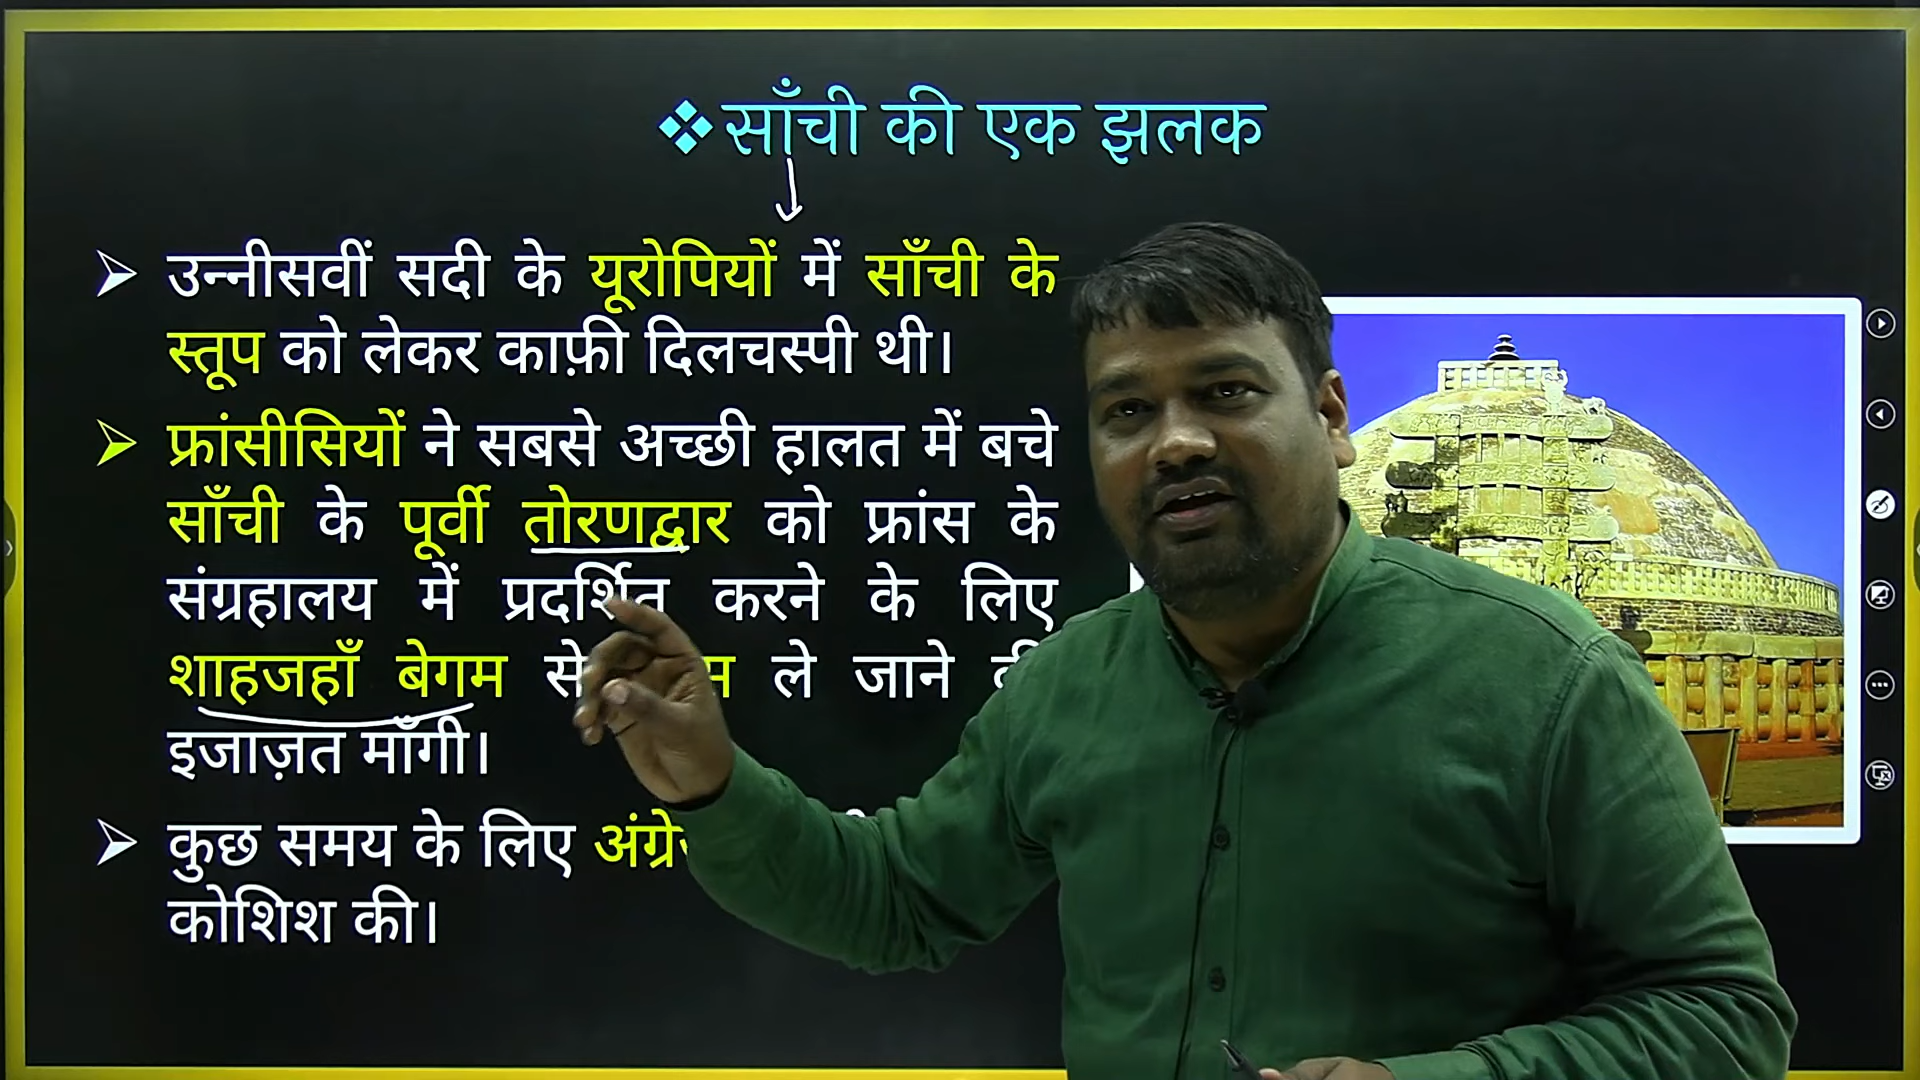 ❖साँची की एक झलक
➢ उन्नीसवीं सदी के यूरोपियों में साँची के
स्तूप को लेकर काफ़ी दिलचस्पी थी।
➢ फ्रांसीसियों ने सबसे अच्छी हालत में बचे
साँची के पूर्वी तोरणद्वार को फ्रांस के
संग्रहालय में प्रदर्शित करने के लिए
शाहजहाँ बेगम से ले जाने
इजाज़त माँगी।
➢ कुछ समय के लिए
कोशिश की।